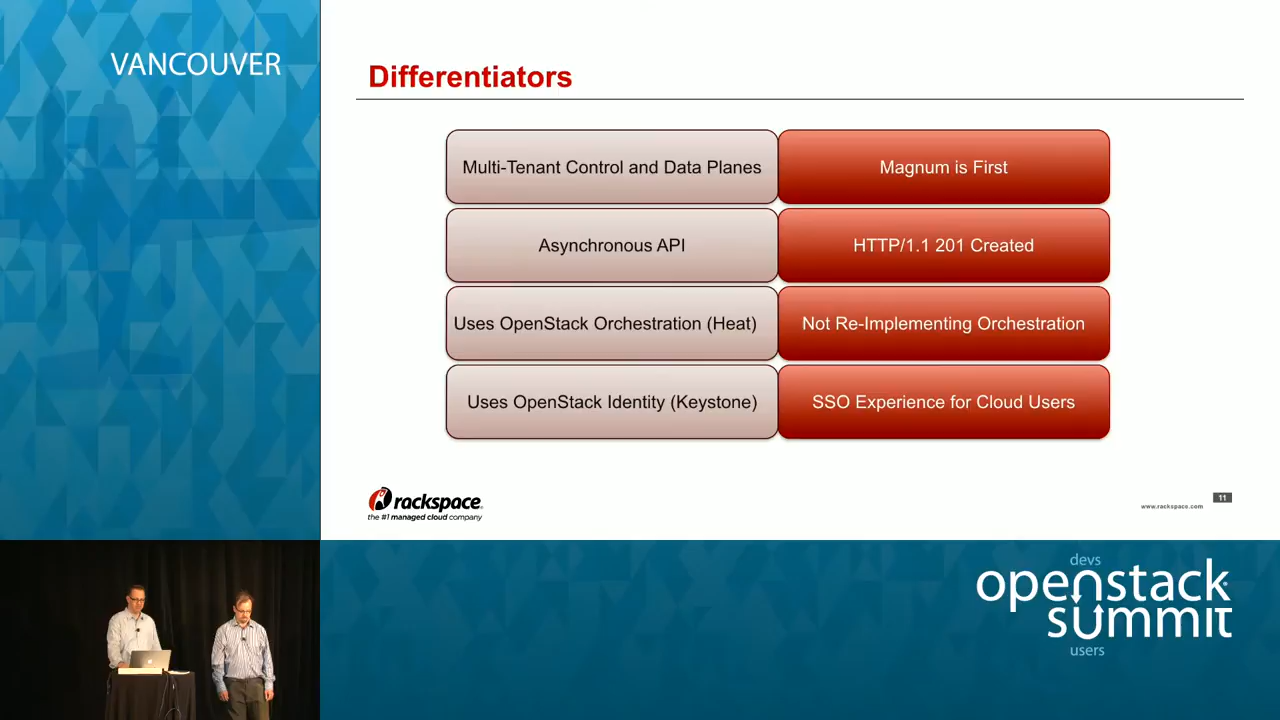 VANCOUVER
Differentiators
Multi-Tenant Control and Data Planes
Magnum is First
Asynchronous API
HTTP/1.1 201 Created
Uses OpenStack Orchestration (Heat)
Not Re-Implementing Orchestration
Uses OpenStack Identity (Keystone)
SSO Experience for Cloud Users
rackspace
the #1 managed cloud company
www.rackspace.com
11
devs
openstack
summit
users